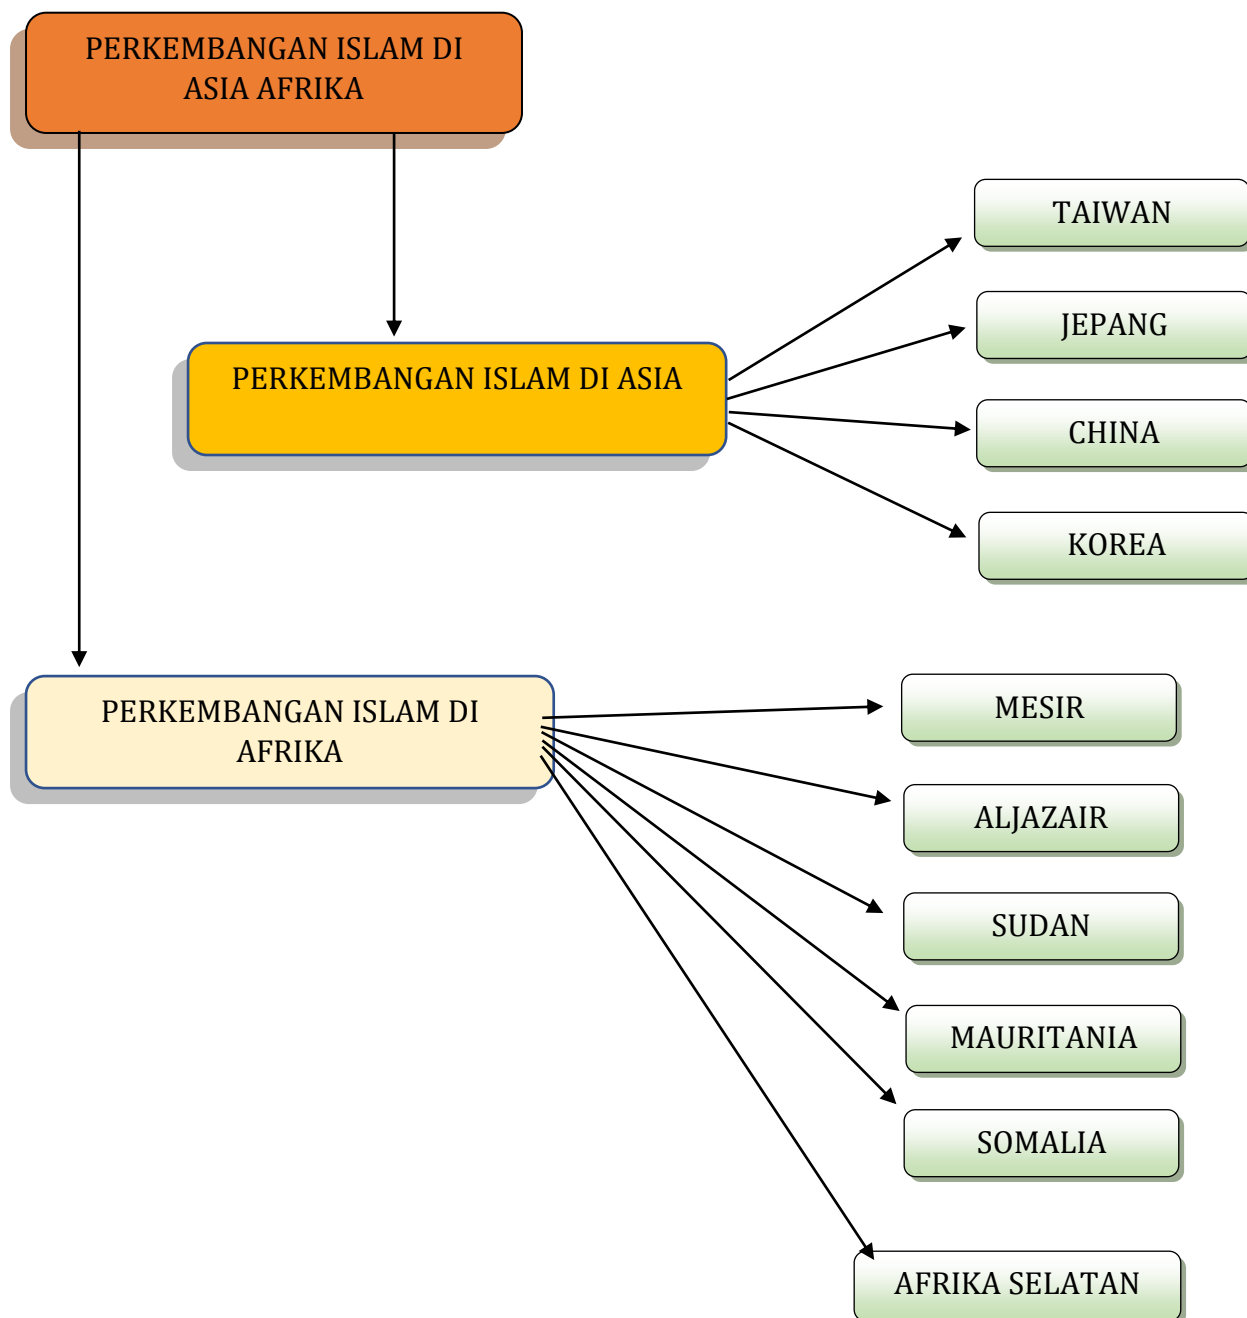 PERKEMBANGAN ISLAM DI
ASIA AFRIKA
TAIWAN
JEPANG
PERKEMBANGAN ISLAM DI ASIA
CHINA
KOREA
PERKEMBANGAN ISLAM DI
AFRIKA
MESIR
ALJAZAIR
SUDAN
MAURITANIA
SOMALIA
AFRIKA SELATAN